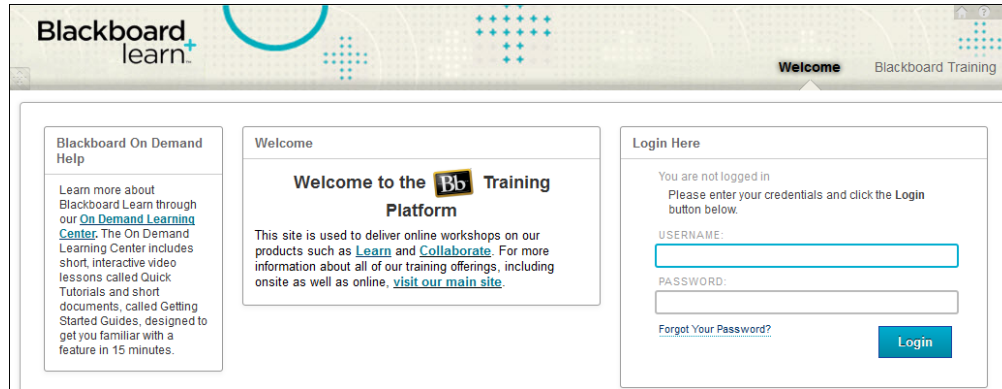 Blackboard
learn+
Welcome
Blackboard Training
Blackboard On Demand
Help
Learn more about
Blackboard Learn through
our On Demand Learning
Center. The On Demand
Learning Center includes
short, interactive video
lessons called Quick
Tutorials and short
documents, called Getting
Started Guides, designed to
get you familiar with a
feature in 15 minutes.
Welcome
Welcome to the Bb Training
Platform
This site is used to deliver online workshops on our
products such as Learn and Collaborate. For more
information about all of our training offerings, including
onsite as well as online, visit our main site.
Login Here
You are not logged in
Please enter your credentials and click the Login
button below.
USERNAME:
PASSWORD:
Forgot Your Password?
Login